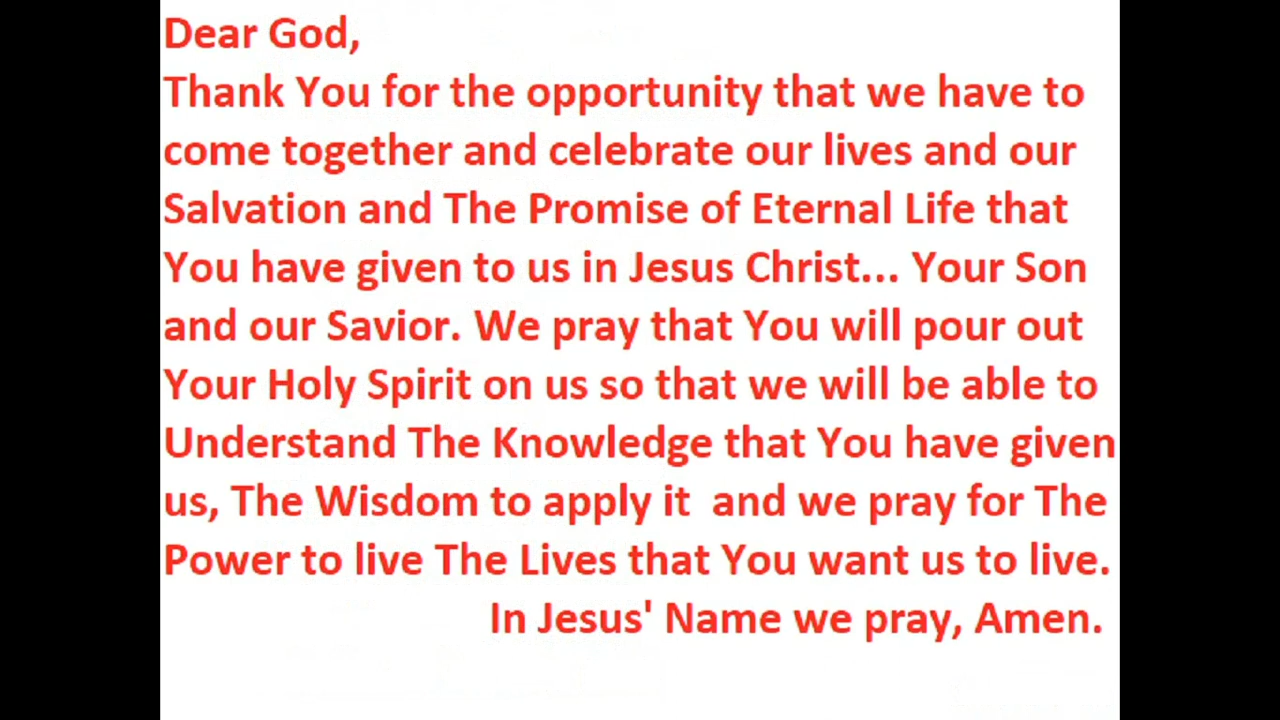 Dear God,
Thank You for the opportunity that we have to
come together and celebrate our lives and our
Salvation and The Promise of Eternal Life that
You have given to us in Jesus Christ... Your Son
and our Savior. We pray that You will pour out
Your Holy Spirit on us so that we will be able to
Understand The Knowledge that You have given
us, The Wisdom to apply it  and we pray for The
Power to live The Lives that You want us to live.
In Jesus' Name we pray, Amen.